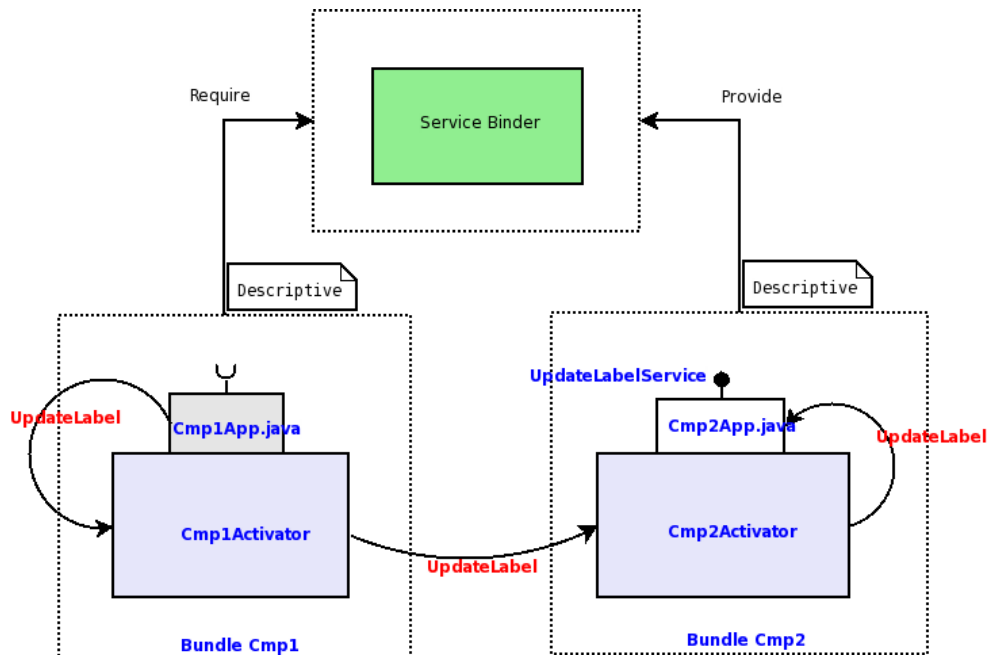 Require
Provide
Service Binder
Descriptive
Descriptive
UpdateLabelService
UpdateLabel
Cmp1App.java
Cmp2App.java
UpdateLabel
Cmp1Activator
Cmp2Activator
UpdateLabel
Bundle Cmp1
Bundle Cmp2